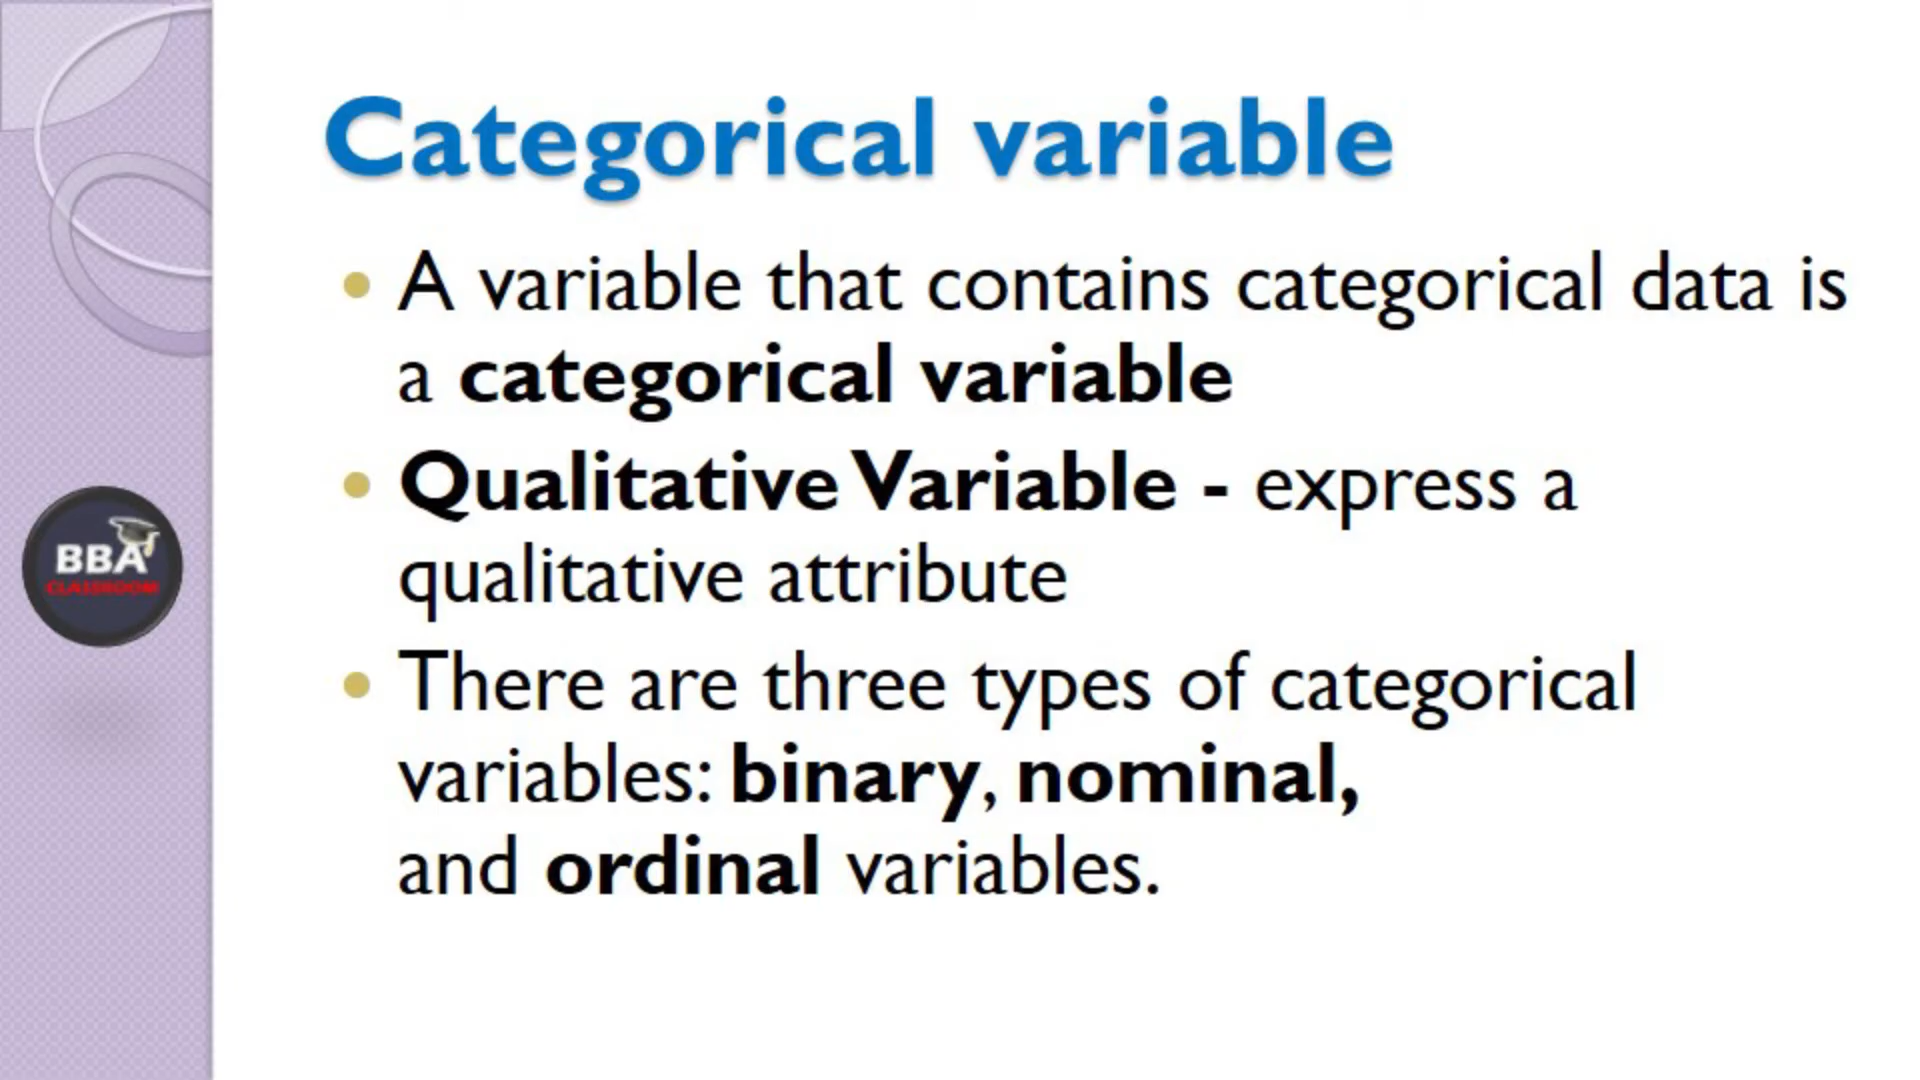 Categorical variable
A variable that contains categorical data is
a categorical variable
Qualitative Variable - express a
qualitative attribute
There are three types of categorical
variables: binary, nominal,
and ordinal variables.
BBA
CLASSROOM